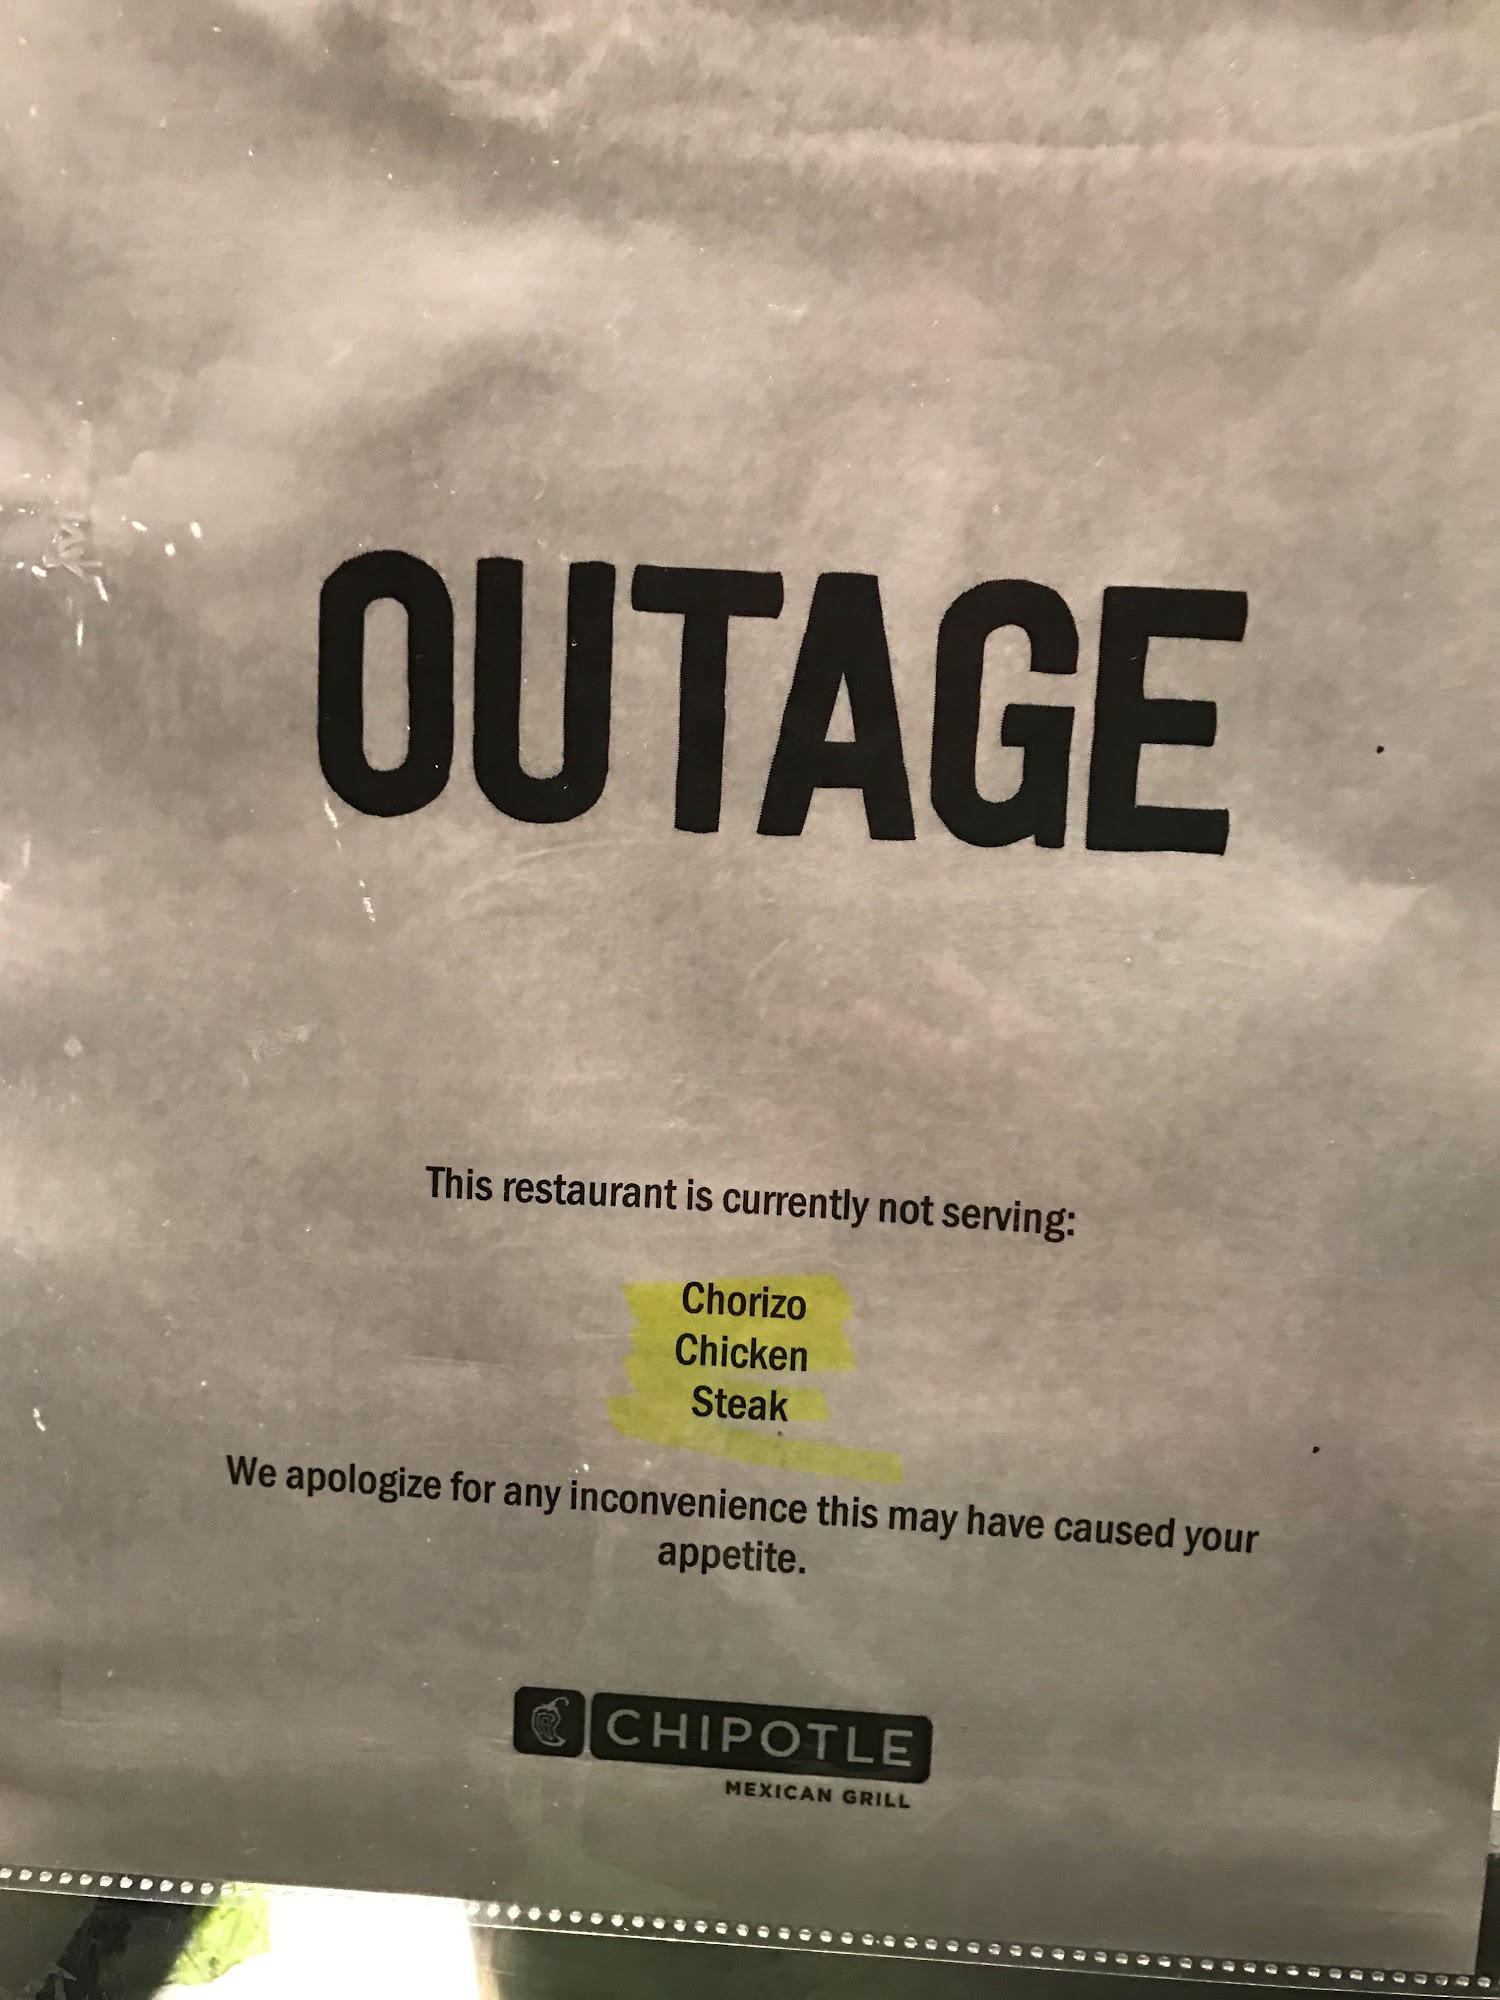 OUTAGE
This restaurant is currently not serving:
Chorizo
Chicken
Steak
We apologize for any inconvenience this may have caused your
appetite.
CHIPOTLE
MEXICAN GRILL